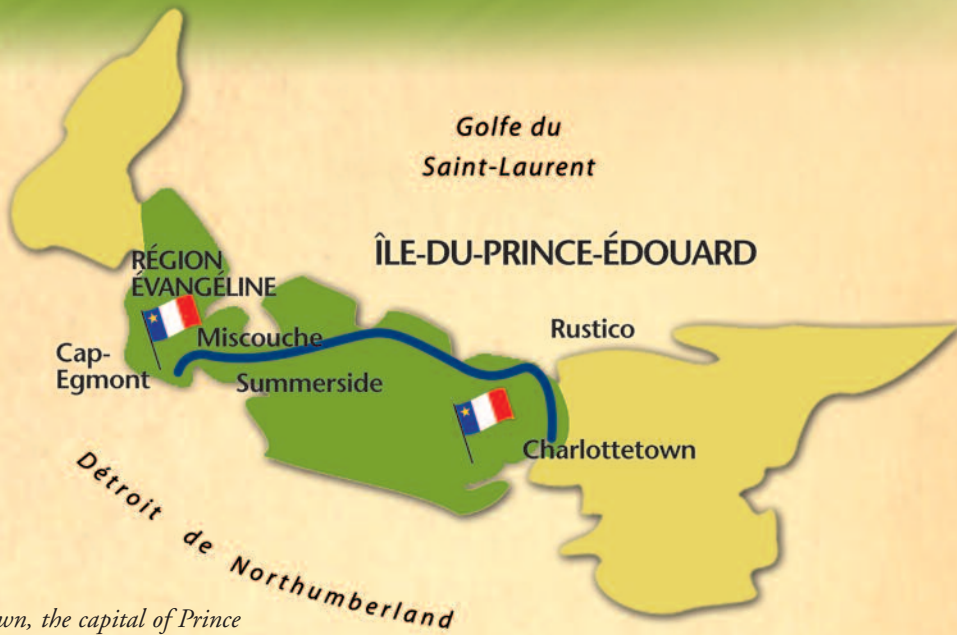 Golfe du
Saint-Laurent
ÎLE-DU-PRINCE-ÉDOUARD
RÉGION
ÉVANGÉLINE
Rustico
Miscouche
Cap-
Egmont
Summerside
Charlottetown
Détroit de Northumberland
the capital of Prince